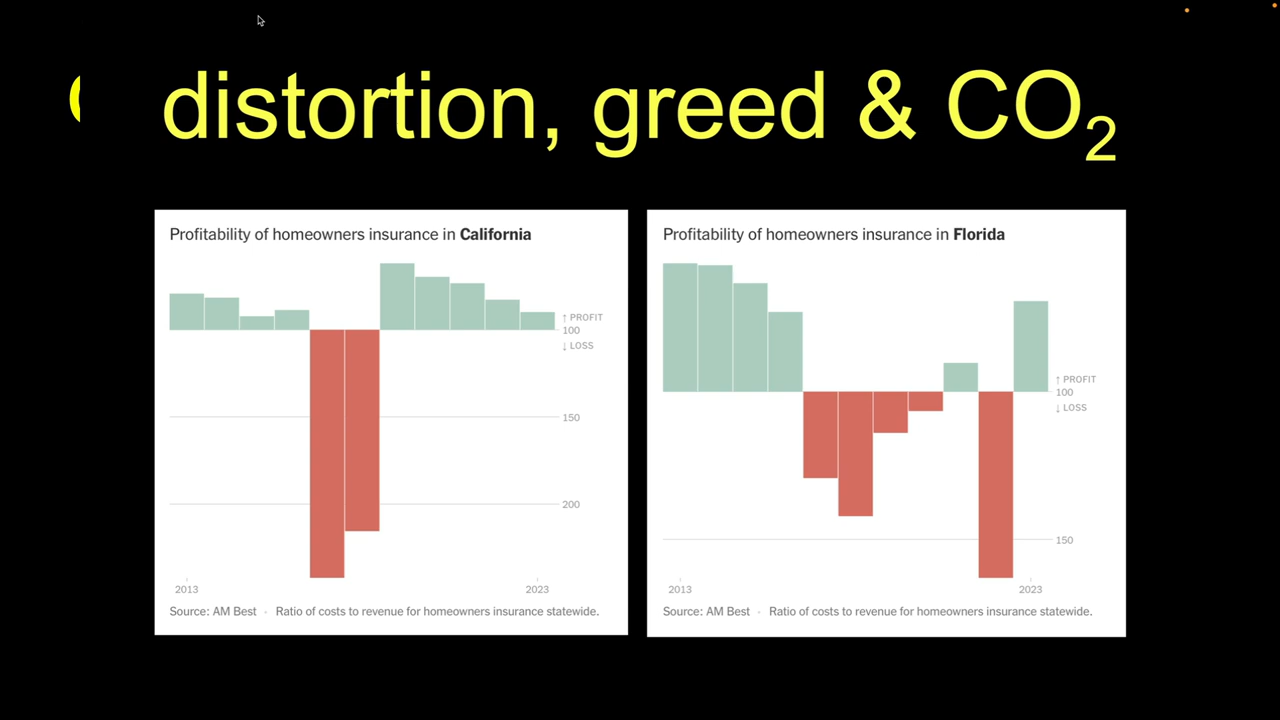 distortion, greed & CO₂
Profitability of homeowners insurance in California
↑ PROFIT
100
↓ LOSS
150
200
2013
2023
Source: AM Best • Ratio of costs to revenue for homeowners insurance statewide.
Profitability of homeowners insurance in Florida
↑ PROFIT
100
↓ LOSS
150
2013
2023
Source: AM Best • Ratio of costs to revenue for homeowners insurance statewide.